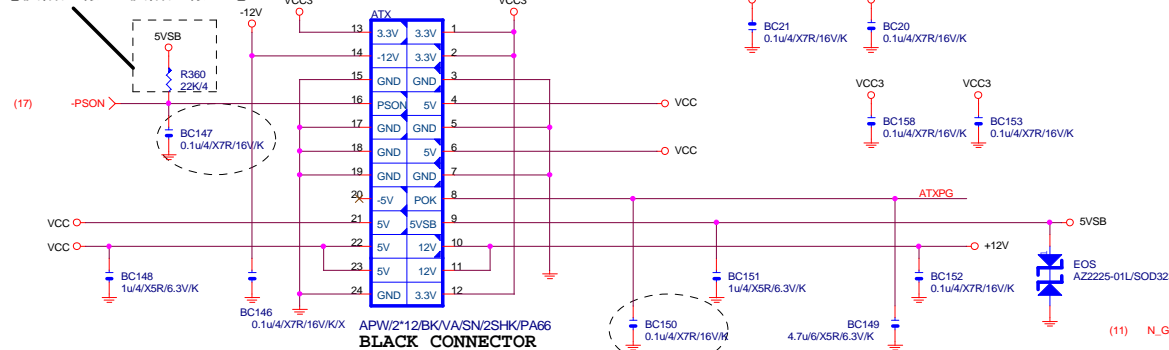 VCC3
ATX
VCC3
-12V
5VSB
R360
22K/4
(17)
-PSON
BC147
0.1u/4/X7R/16V/K
13 3.3V 3.3V 1
14 -12V 3.3V 2
15 GND GND 3
16 PSON 5V 4
17 GND GND 5
18 GND 5V 6
19 GND GND 7
20 -5V POK 8
21 5V 5VSB 9
22 5V 12V 10
23 5V 12V 11
24 GND 3.3V 12
VCC
VCC
ATXPG
5VSB
+12V
VCC
VCC
BC148
1u/4/X5R/6.3V/K
BC146
0.1u/4/X7R/16V/K/X
APW/2*12/BK/VA/SN/2SHK/PA66
BLACK CONNECTOR
BC151
1u/4/X5R/6.3V/K
BC152
0.1u/4/X7R/16V/K
BC150
0.1u/4/X7R/16V/K
BC149
4.7u/6/X5R/6.3V/K
EOS
AZ2225-01L/SOD32
BC21
0.1u/4/X7R/16V/K
BC20
0.1u/4/X7R/16V/K
VCC3
BC158
0.1u/4/X7R/16V/K
VCC3
BC153
0.1u/4/X7R/16V/K
(11) N_G